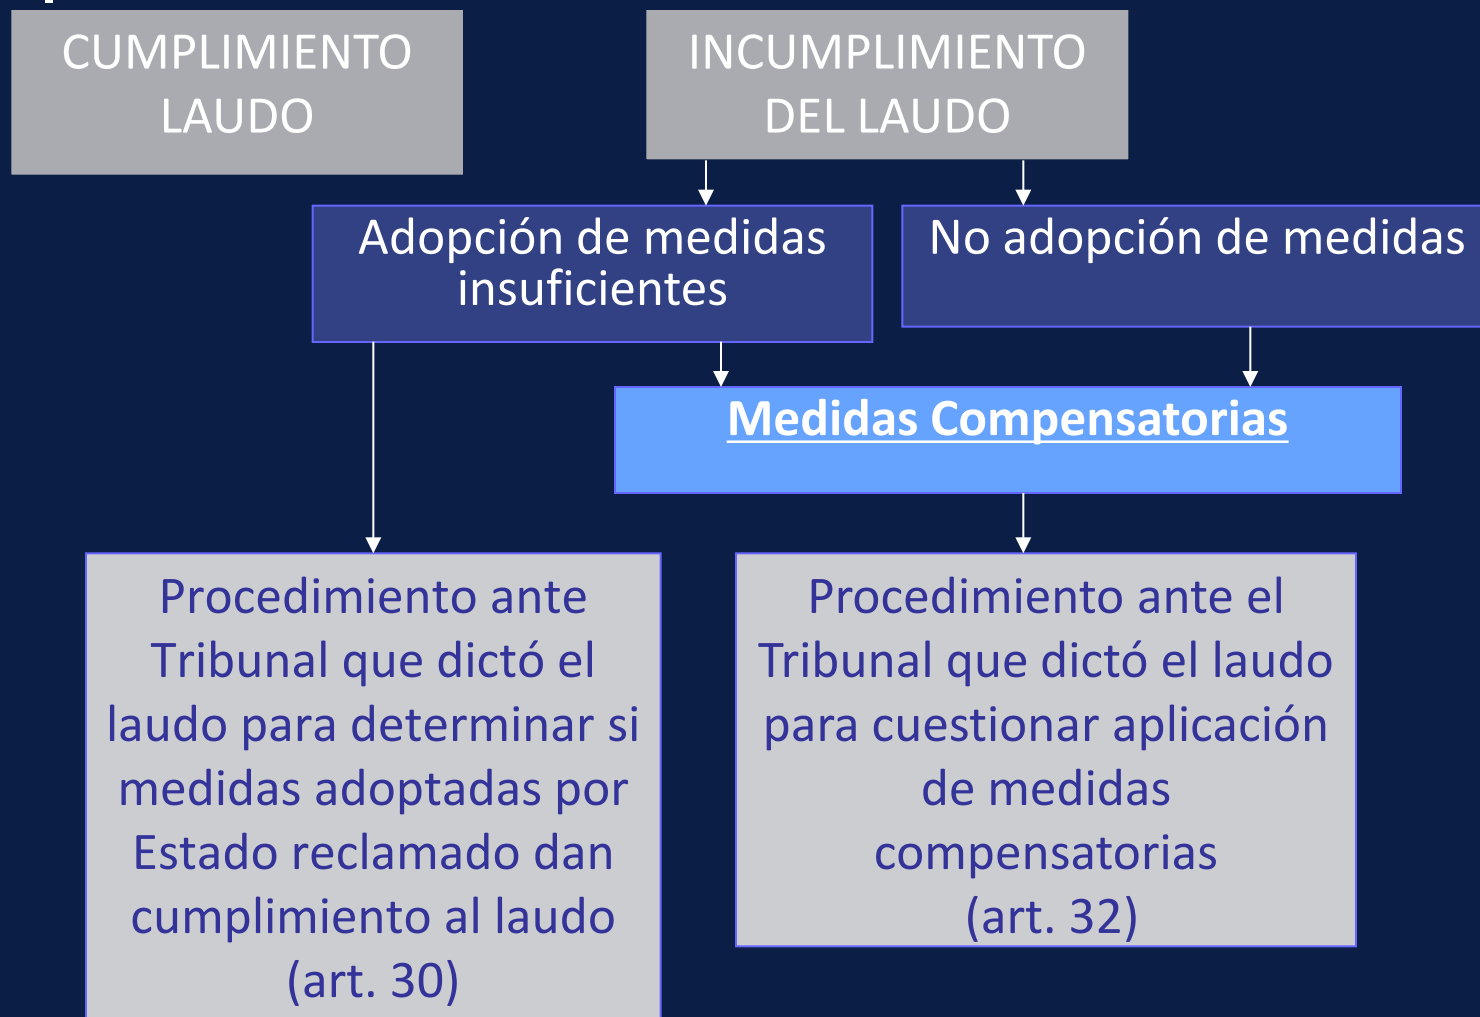 CUMPLIMIENTO
LAUDO
INCUMPLIMIENTO
DEL LAUDO
Adopción de medidas
insuficientes
No adopción de medidas
Medidas Compensatorias
Procedimiento ante
Tribunal que dictó el
laudo para determinar si
medidas adoptadas por
Estado reclamado dan
cumplimiento al laudo
(art. 30)
Procedimiento ante el
Tribunal que dictó el laudo
para cuestionar aplicación
de medidas
compensatorias
(art. 32)